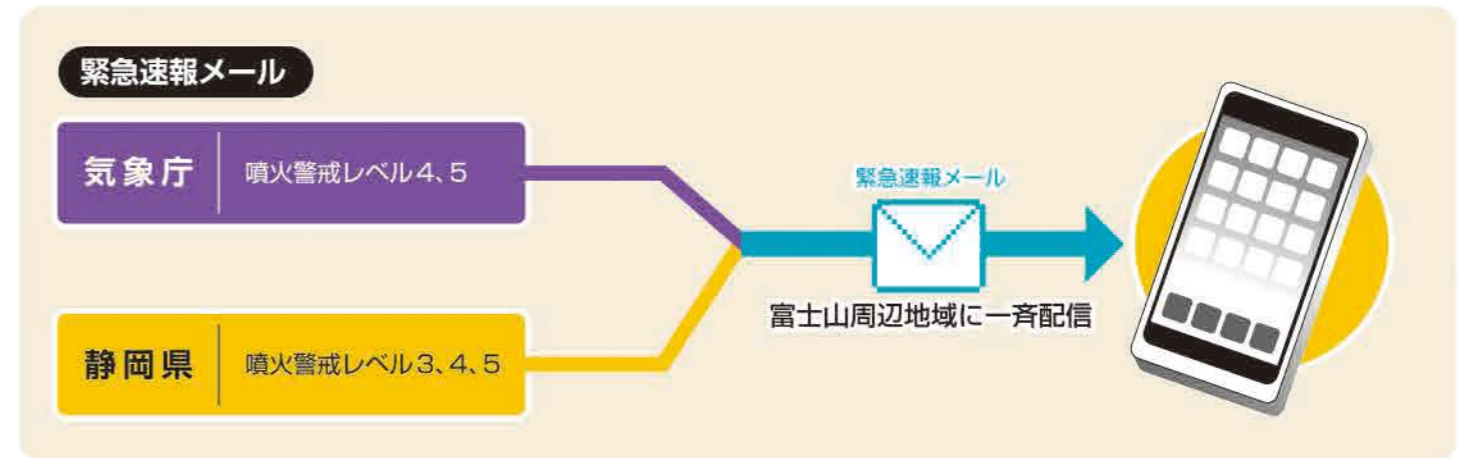 緊急速報メール
気象庁
噴火警戒レベル4、5
緊急速報メール
富士山周辺地域に一斉配信
静岡県
噴火警戒レベル3、4、5